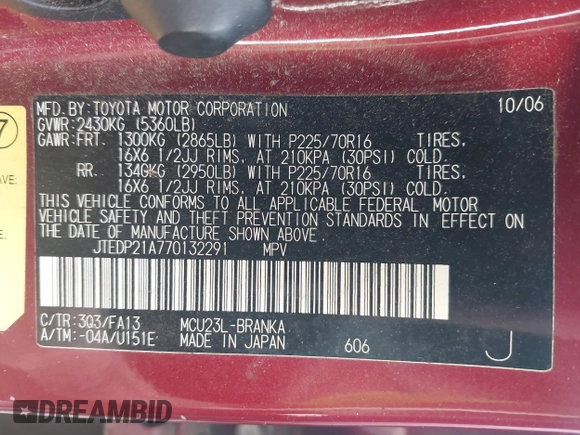 MFD.BY:TOYOTA MOTOR CORPORATION 10/06
GVWR:2430KG (5360LB)
GAWR:FRT. 1300KG (2865LB) WITH P225/70R16 TIRES,
16X6 1/2JJ RIMS, AT 210KPA (30PSI) COLD.
RR. 1340KG (2950LB) WITH P225/70R16 TIRES,
16X6 1/2JJ RIMS, AT 210KPA (30PSI) COLD.
THIS VEHICLE CONFORMS TO ALL APPLICABLE FEDERAL MOTOR
VEHICLE SAFETY AND THEFT PREVENTION STANDARDS IN EFFECT ON
THE DATE OF MANUFACTURE SHOWN ABOVE.
JTEDP21A770132291 MPV
C/TR:3Q3/FA13 MCU23L-BRANKA
A/TM:-04A/U151E MADE IN JAPAN 606 J
7
AVE:
DREAMBID